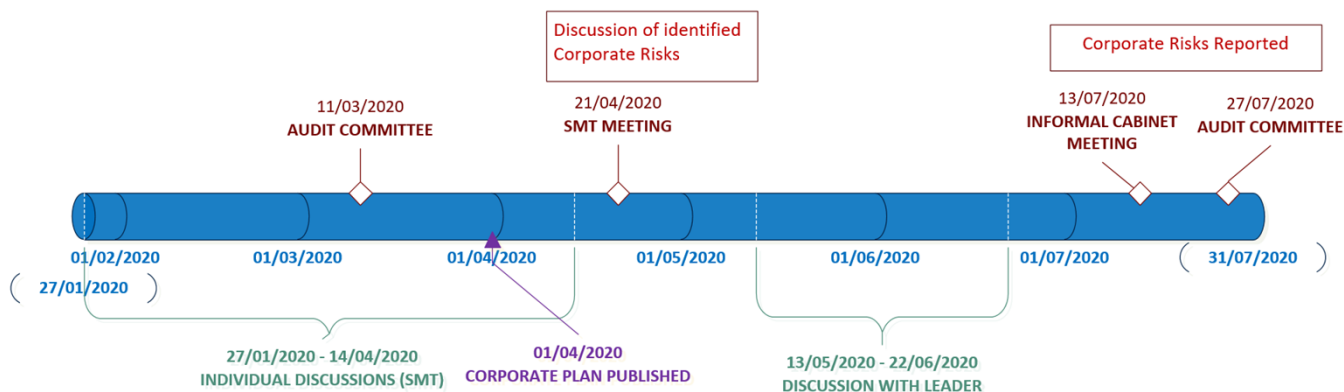 Discussion of identified
Corporate Risks
Corporate Risks Reported
11/03/2020
AUDIT COMMITTEE
21/04/2020
SMT MEETING
13/07/2020
INFORMAL CABINET
MEETING
27/07/2020
AUDIT COMMITTEE
01/02/2020
01/03/2020
01/04/2020
01/05/2020
01/06/2020
01/07/2020
31/07/2020
27/01/2020
27/01/2020 - 14/04/2020
INDIVIDUAL DISCUSSIONS (SMT)
01/04/2020
CORPORATE PLAN PUBLISHED
13/05/2020 - 22/06/2020
DISCUSSION WITH LEADER